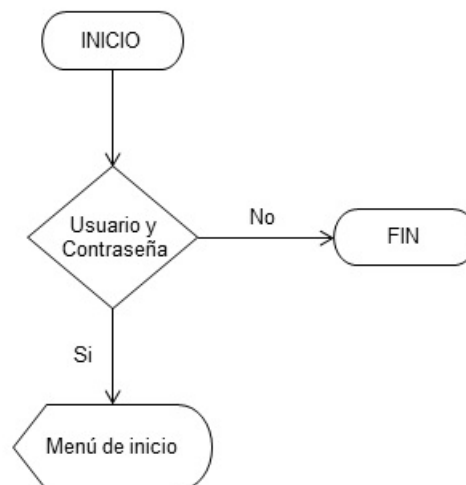 INICIO
Usuario y
Contraseña
No
FIN
Si
Menú de inicio